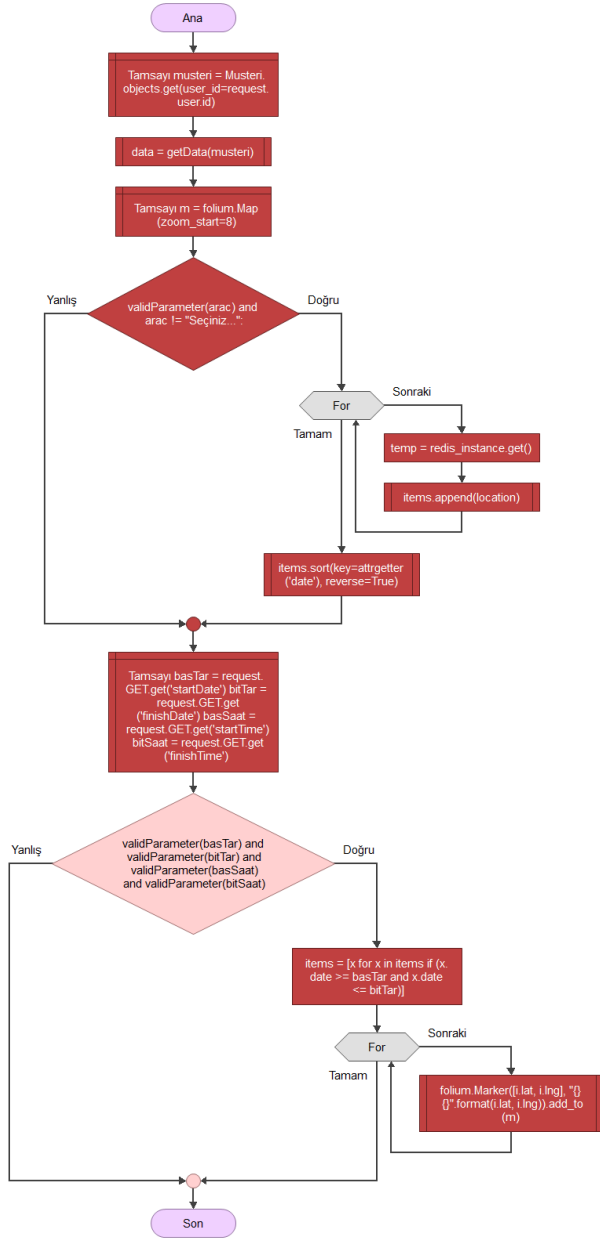 Ana
Tamsayı musteri = Musteri.
objects.get(user_id=request.
user.id)
data = getData(musteri)
Tamsayı m = folium.Map
(zoom_start=8)
Yanlış
Doğru
validParameter(arac) and
arac != "Seçiniz...":
For
Sonraki
Tamam
temp = redis_instance.get()
items.append(location)
items.sort(key=attrgetter
('date'), reverse=True)
Tamsayı basTar = request.
GET.get('startDate') bitTar =
request.GET.get
('finishDate') basSaat =
request.GET.get('startTime')
bitSaat = request.GET.get
('finishTime')
Yanlış
Doğru
validParameter(basTar) and
validParameter(bitTar) and
validParameter(basSaat)
and validParameter(bitSaat)
items = [x for x in items if (x.
date >= basTar and x.date
<= bitTar)]
For
Sonraki
Tamam
folium.Marker([i.lat, i.lng], "{}
{}".format(i.lat, i.lng)).add_to
(m)
Son